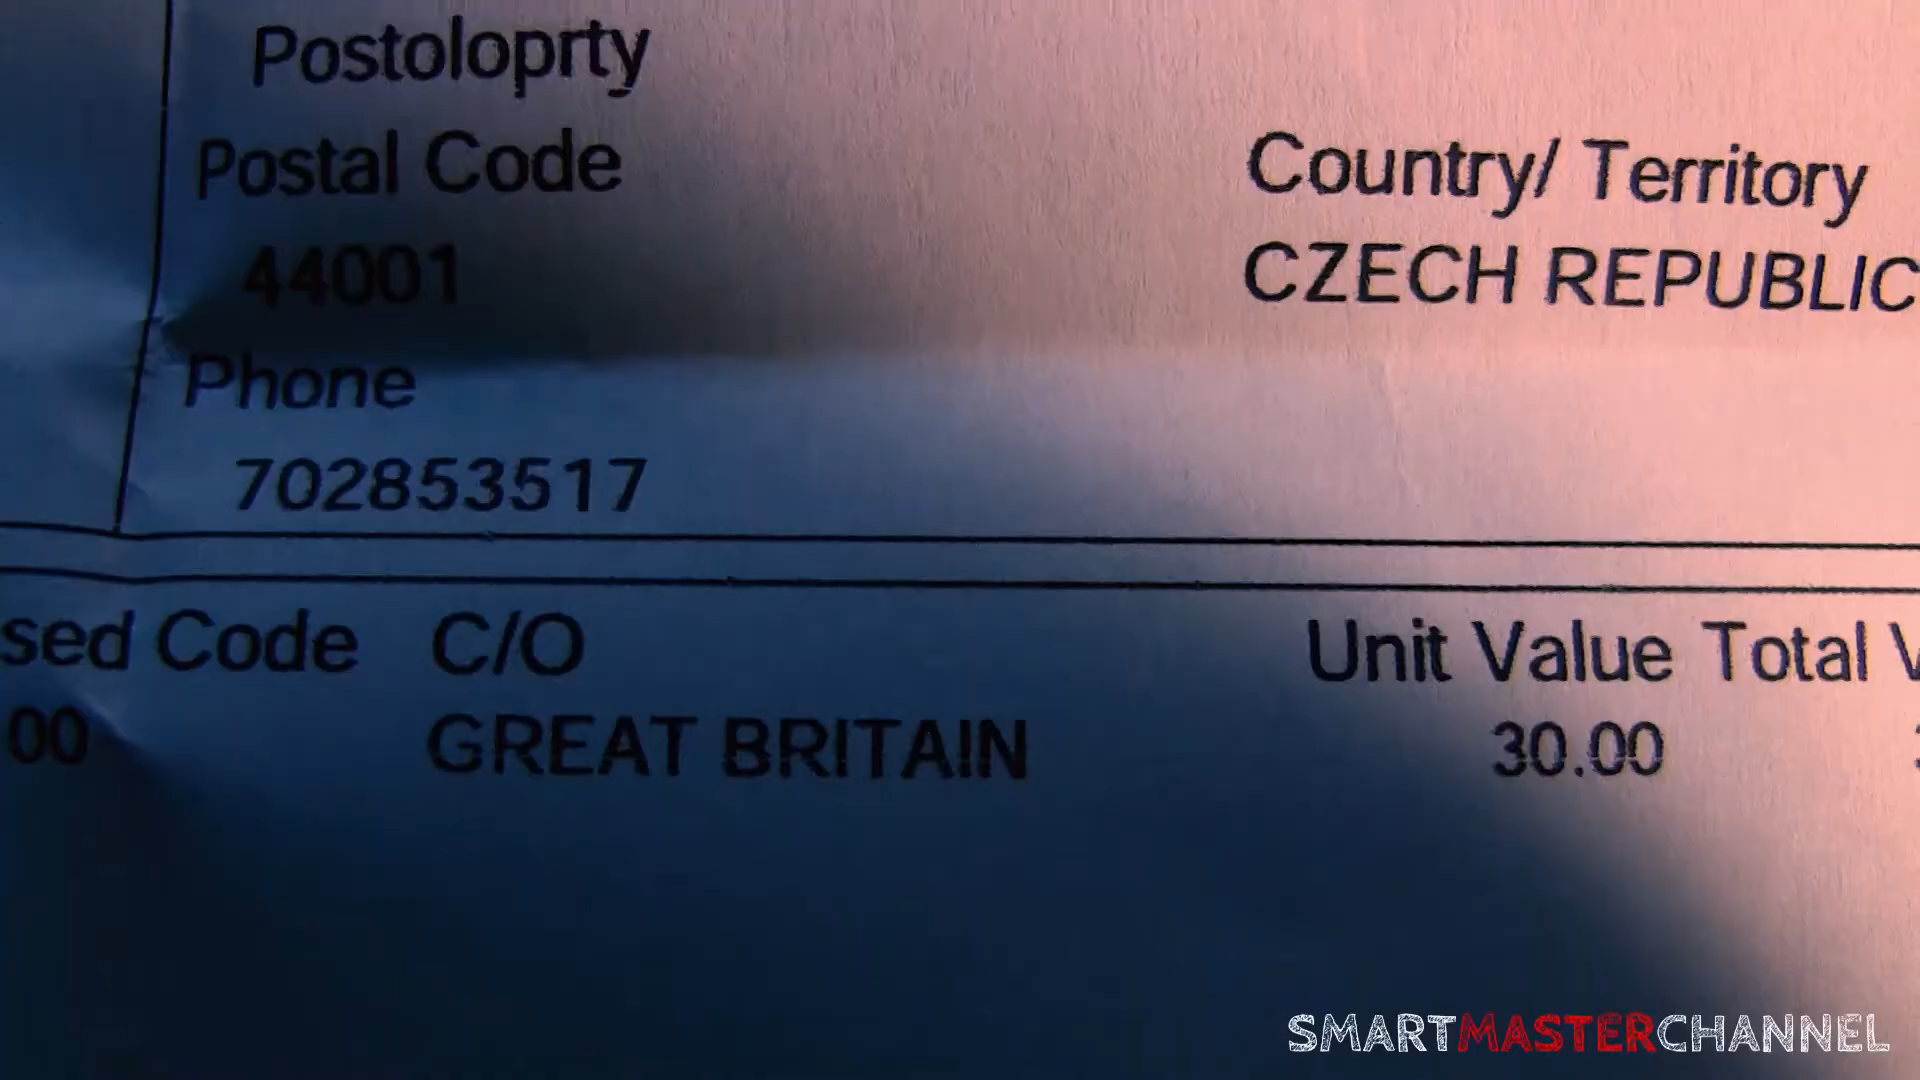 Postoloprty
Postal Code
Country/ Territory
44001
CZECH REPUBLIC
Phone
702853517
sed Code C/O Unit Value Total V
00 GREAT BRITAIN 30.00
SMARTMASTERCHANNEL